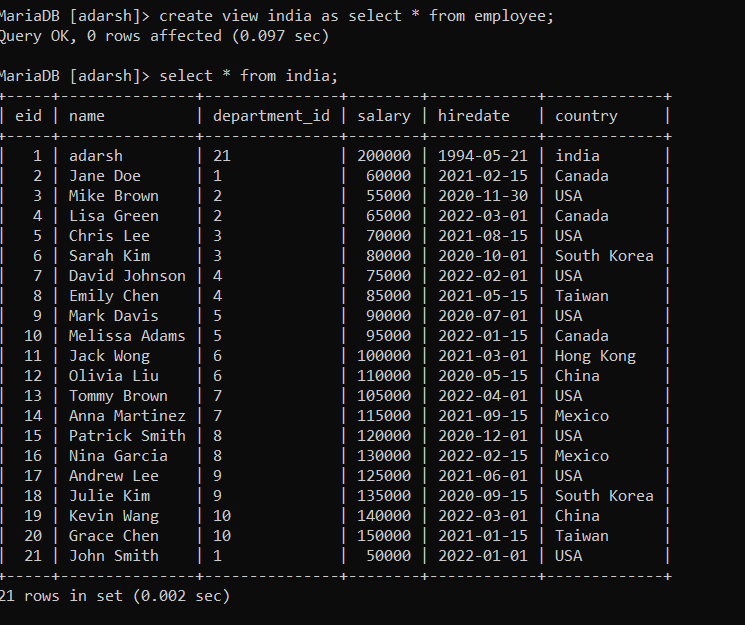 MariaDB [adarsh]> create view india as select * from employee;
Query OK, 0 rows affected (0.097 sec)
MariaDB [adarsh]> select * from india;
+-----+---------------+---------------+--------+------------+-------------+
| eid | name          | department_id | salary | hiredate   | country     |
+-----+---------------+---------------+--------+------------+-------------+
|   1 | adarsh        | 21            | 200000 | 1994-05-21 | india       |
|   2 | Jane Doe      | 1             |  60000 | 2021-02-15 | Canada      |
|   3 | Mike Brown    | 2             |  55000 | 2020-11-30 | USA         |
|   4 | Lisa Green    | 2             |  65000 | 2022-03-01 | Canada      |
|   5 | Chris Lee     | 3             |  70000 | 2021-08-15 | USA         |
|   6 | Sarah Kim     | 3             |  80000 | 2020-10-01 | South Korea |
|   7 | David Johnson | 4             |  75000 | 2022-02-01 | USA         |
|   8 | Emily Chen    | 4             |  85000 | 2021-05-15 | Taiwan      |
|   9 | Mark Davis    | 5             |  90000 | 2020-07-01 | USA         |
|  10 | Melissa Adams | 5             |  95000 | 2022-01-15 | Canada      |
|  11 | Jack Wong     | 6             | 100000 | 2021-03-01 | Hong Kong   |
|  12 | Olivia Liu    | 6             | 110000 | 2020-05-15 | China       |
|  13 | Tommy Brown   | 7             | 105000 | 2022-04-01 | USA         |
|  14 | Anna Martinez | 7             | 115000 | 2021-09-15 | Mexico      |
|  15 | Patrick Smith | 8             | 120000 | 2020-12-01 | USA         |
|  16 | Nina Garcia   | 8             | 130000 | 2022-02-15 | Mexico      |
|  17 | Andrew Lee    | 9             | 125000 | 2021-06-01 | USA         |
|  18 | Julie Kim     | 9             | 135000 | 2020-09-15 | South Korea |
|  19 | Kevin Wang    | 10            | 140000 | 2022-03-01 | China       |
|  20 | Grace Chen    | 10            | 150000 | 2021-01-15 | Taiwan      |
|  21 | John Smith    | 1             |  50000 | 2022-01-01 | USA         |
+-----+---------------+---------------+--------+------------+-------------+
21 rows in set (0.002 sec)